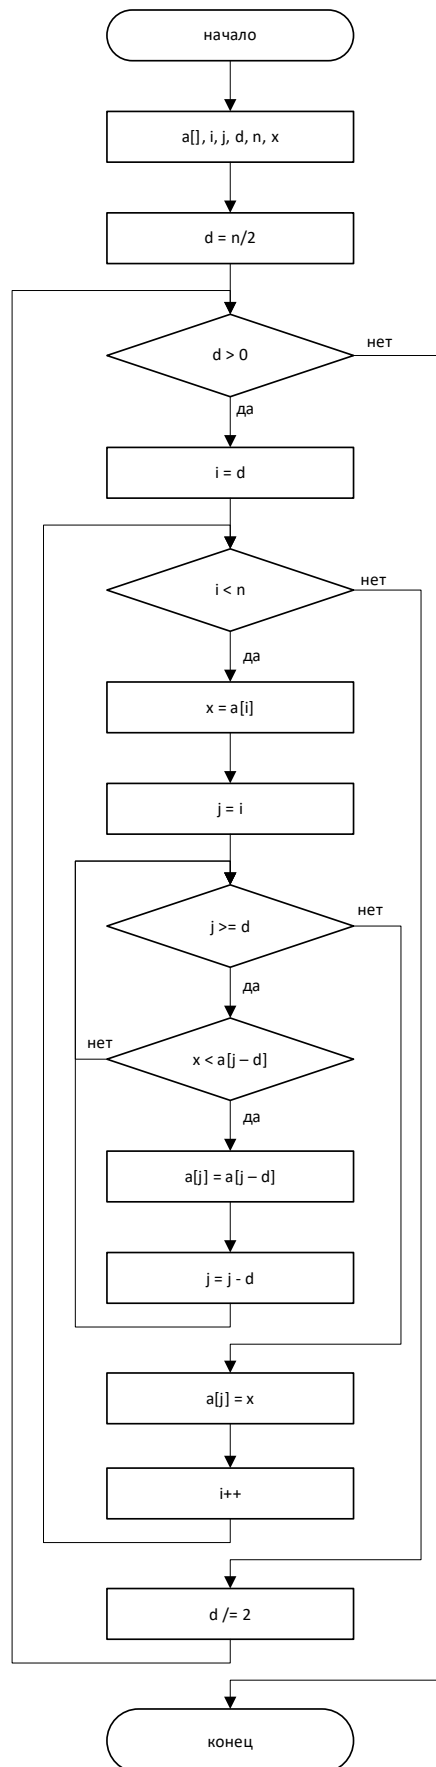 начало
a[], i, j, d, n, x
d = n/2
d > 0
нет
да
i = d
i < n
нет
да
x = a[i]
j = i
j >= d
нет
да
x < a[j – d]
нет
да
a[j] = a[j – d]
j = j - d
a[j] = x
i++
d /= 2
конец